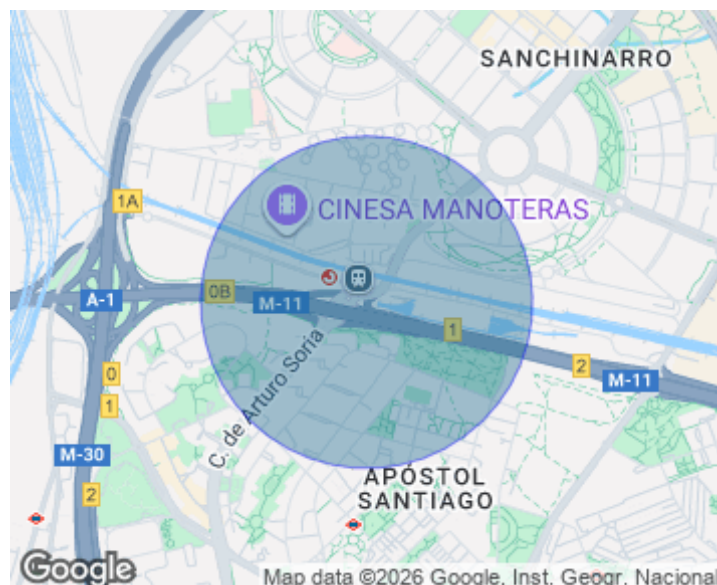 SANCHINARRO
1A
CINESA MANOTERAS
0B
A-1
M-11
1
2
M-11
0
1
C. de Arturo Soria
M-30
2
APÓSTOL
SANTIAGO
Google
Map data ©2026 Google, Inst. Geogr. Nacional